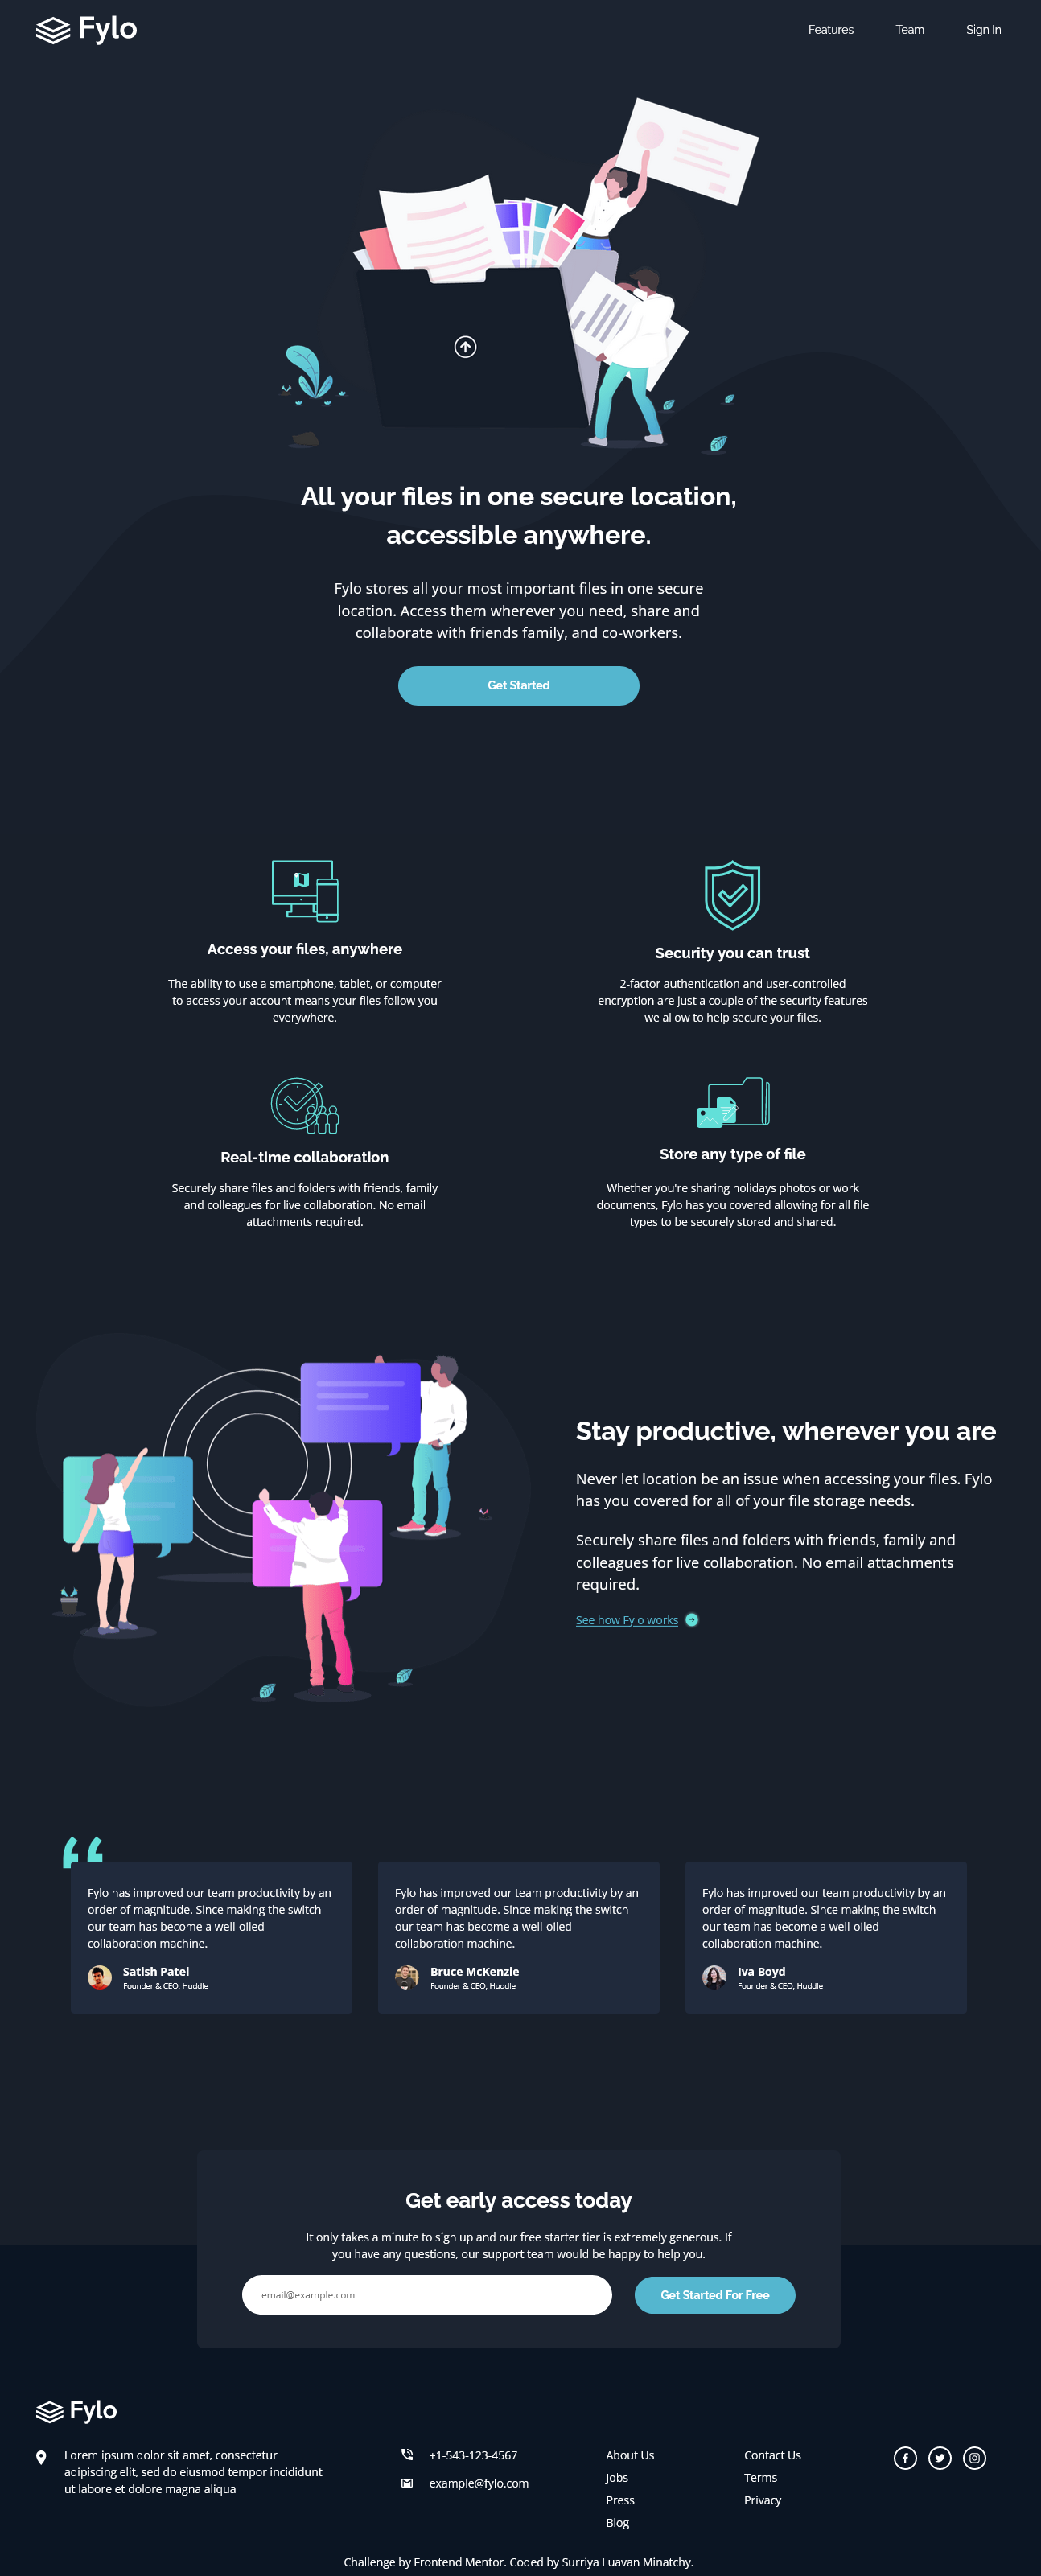 Fylo
Features Team Sign In
All your files in one secure location,
accessible anywhere.
Fylo stores all your most important files in one secure
location. Access them wherever you need, share and
collaborate with friends family, and co-workers.
Get Started
Access your files, anywhere
The ability to use a smartphone, tablet, or computer
to access your account means your files follow you
everywhere.
Security you can trust
2-factor authentication and user-controlled
encryption are just a couple of the security features
we allow to help secure your files.
Real-time collaboration
Securely share files and folders with friends, family
and colleagues for live collaboration. No email
attachments required.
Store any type of file
Whether you're sharing holidays photos or work
documents, Fylo has you covered allowing for all file
types to be securely stored and shared.
Stay productive, wherever you are
Never let location be an issue when accessing your files. Fylo
has you covered for all of your file storage needs.
Securely share files and folders with friends, family and
colleagues for live collaboration. No email attachments
required.
See how Fylo works
Fylo has improved our team productivity by an
order of magnitude. Since making the switch
our team has become a well-oiled
collaboration machine.
Satish Patel
Founder & CEO, Huddle
Fylo has improved our team productivity by an
order of magnitude. Since making the switch
our team has become a well-oiled
collaboration machine.
Bruce McKenzie
Founder & CEO, Huddle
Fylo has improved our team productivity by an
order of magnitude. Since making the switch
our team has become a well-oiled
collaboration machine.
Iva Boyd
Founder & CEO, Huddle
Get early access today
It only takes a minute to sign up and our free starter tier is extremely generous. If
you have any questions, our support team would be happy to help you.
email@example.com
Get Started For Free
Fylo
Lorem ipsum dolor sit amet, consectetur
adipiscing elit, sed do eiusmod tempor incididunt
ut labore et dolore magna aliqua
+1-543-123-4567
example@fylo.com
About Us
Jobs
Press
Blog
Contact Us
Terms
Privacy
Challenge by Frontend Mentor. Coded by Surriya Luavan Minatchy.